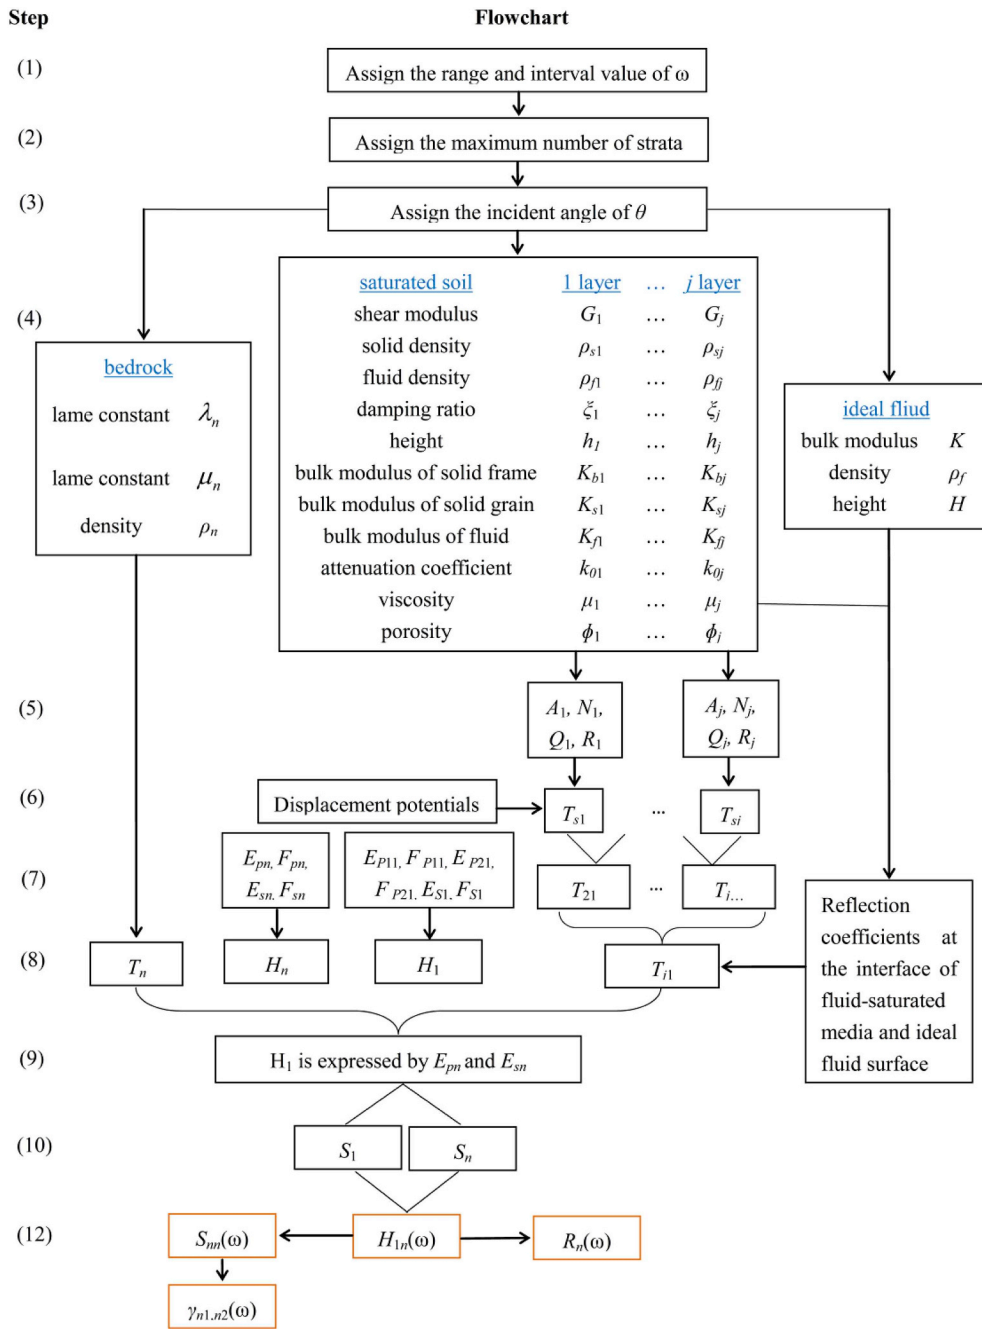 Step Flowchart
(1) Assign the range and interval value of ω
(2) Assign the maximum number of strata
(3) Assign the incident angle of θ
(4)
bedrock
lame constant λn
lame constant μn
density ρn
saturated soil 1 layer … j layer
shear modulus G1 … Gj
solid density ρs1 … ρsj
fluid density ρf1 … ρfj
damping ratio ξ1 … ξj
height h1 … hj
bulk modulus of solid frame Kb1 … Kbj
bulk modulus of solid grain Ks1 … Ksj
bulk modulus of fluid Kf1 … Kfj
attenuation coefficient k01 … k0j
viscosity μ1 … μj
porosity ϕ1 … ϕj
ideal fliud
bulk modulus K
density ρf
height H
(5)
A1, N1,
Q1, R1
Aj, Nj,
Qj, Rj
(6) Displacement potentials Ts1 … Tsi
(7)
Epn, Fpn,
Esn, Fsn
EP11, FP11, EP21,
FP21, ES1, FS1
T21 … Ti…
(8) Tn Hn H1 Ti1
Reflection
coefficients at
the interface of
fluid-saturated
media and ideal
fluid surface
(9) H1 is expressed by Epn and Esn
(10) S1 Sn
(12) Snn(ω) H1n(ω) Rn(ω)
γn1,n2(ω)